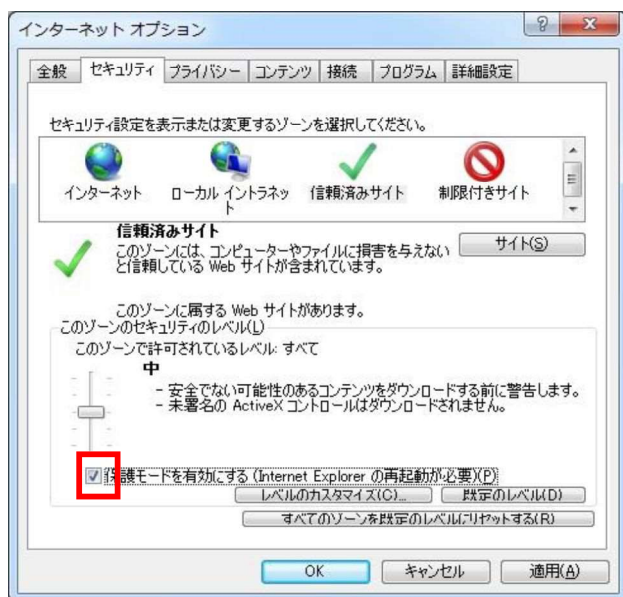 インターネット オプション
全般 セキュリティ プライバシー コンテンツ 接続 プログラム 詳細設定
セキュリティ設定を表示または変更するゾーンを選択してください。
インターネット ローカル イントラネット 信頼済みサイト 制限付きサイト
信頼済みサイト
このゾーンには、コンピューターやファイルに損害を与えない
と信頼している Web サイトが含まれています。
サイト(S)
このゾーンに属する Web サイトがあります。
このゾーンのセキュリティのレベル(L)
このゾーンで許可されているレベル: すべて
中
- 安全でない可能性のあるコンテンツをダウンロードする前に警告します。
- 未署名の ActiveX コントロールはダウンロードされません。
保護モードを有効にする (Internet Explorer の再起動が必要)(P)
レベルのカスタマイズ(C)... 既定のレベル(D)
すべてのゾーンを既定のレベルにリセットする(R)
OK キャンセル 適用(A)